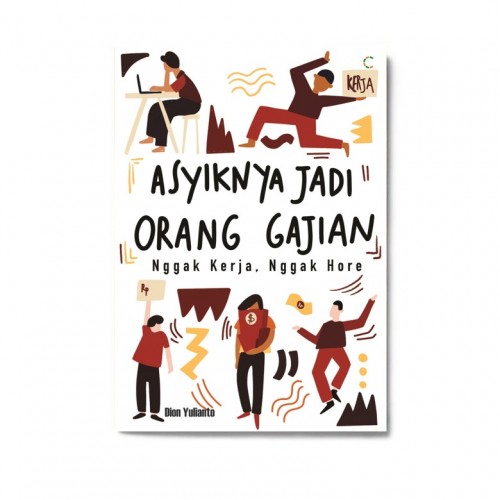 KERJA
ASYIKNYA JADI
ORANG GAJIAN
Nggak Kerja, Nggak Hore
Rp
Dion Yulianto